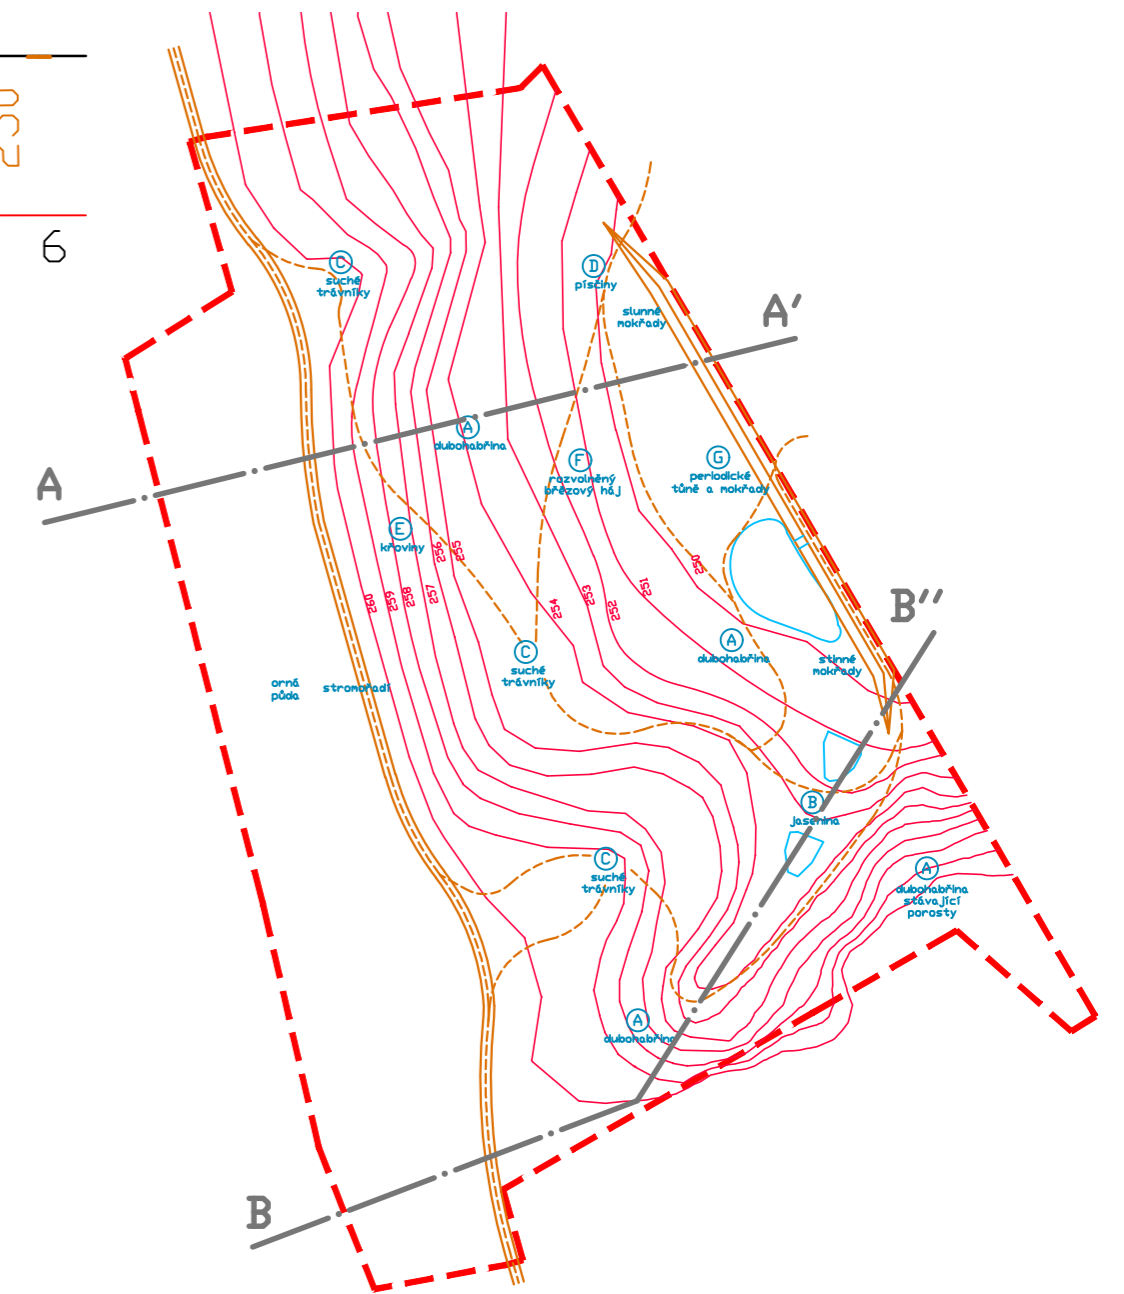 250
6
C
suché
trávníky
D
písčiny
slunné
mokřady
A'
A
A
dubohabřina
F
rozvolněný
březový háj
G
periodické
tůně a mokřady
E
křoviny
256
255
250
260
259
258
257
254
253
252
251
B''
C
suché
trávníky
A
dubohabřina
stinné
mokřady
orná
půda
stromořadí
B
jasenina
C
suché
trávníky
A
dubohabřina
stávající
porosty
A
dubohabřina
B